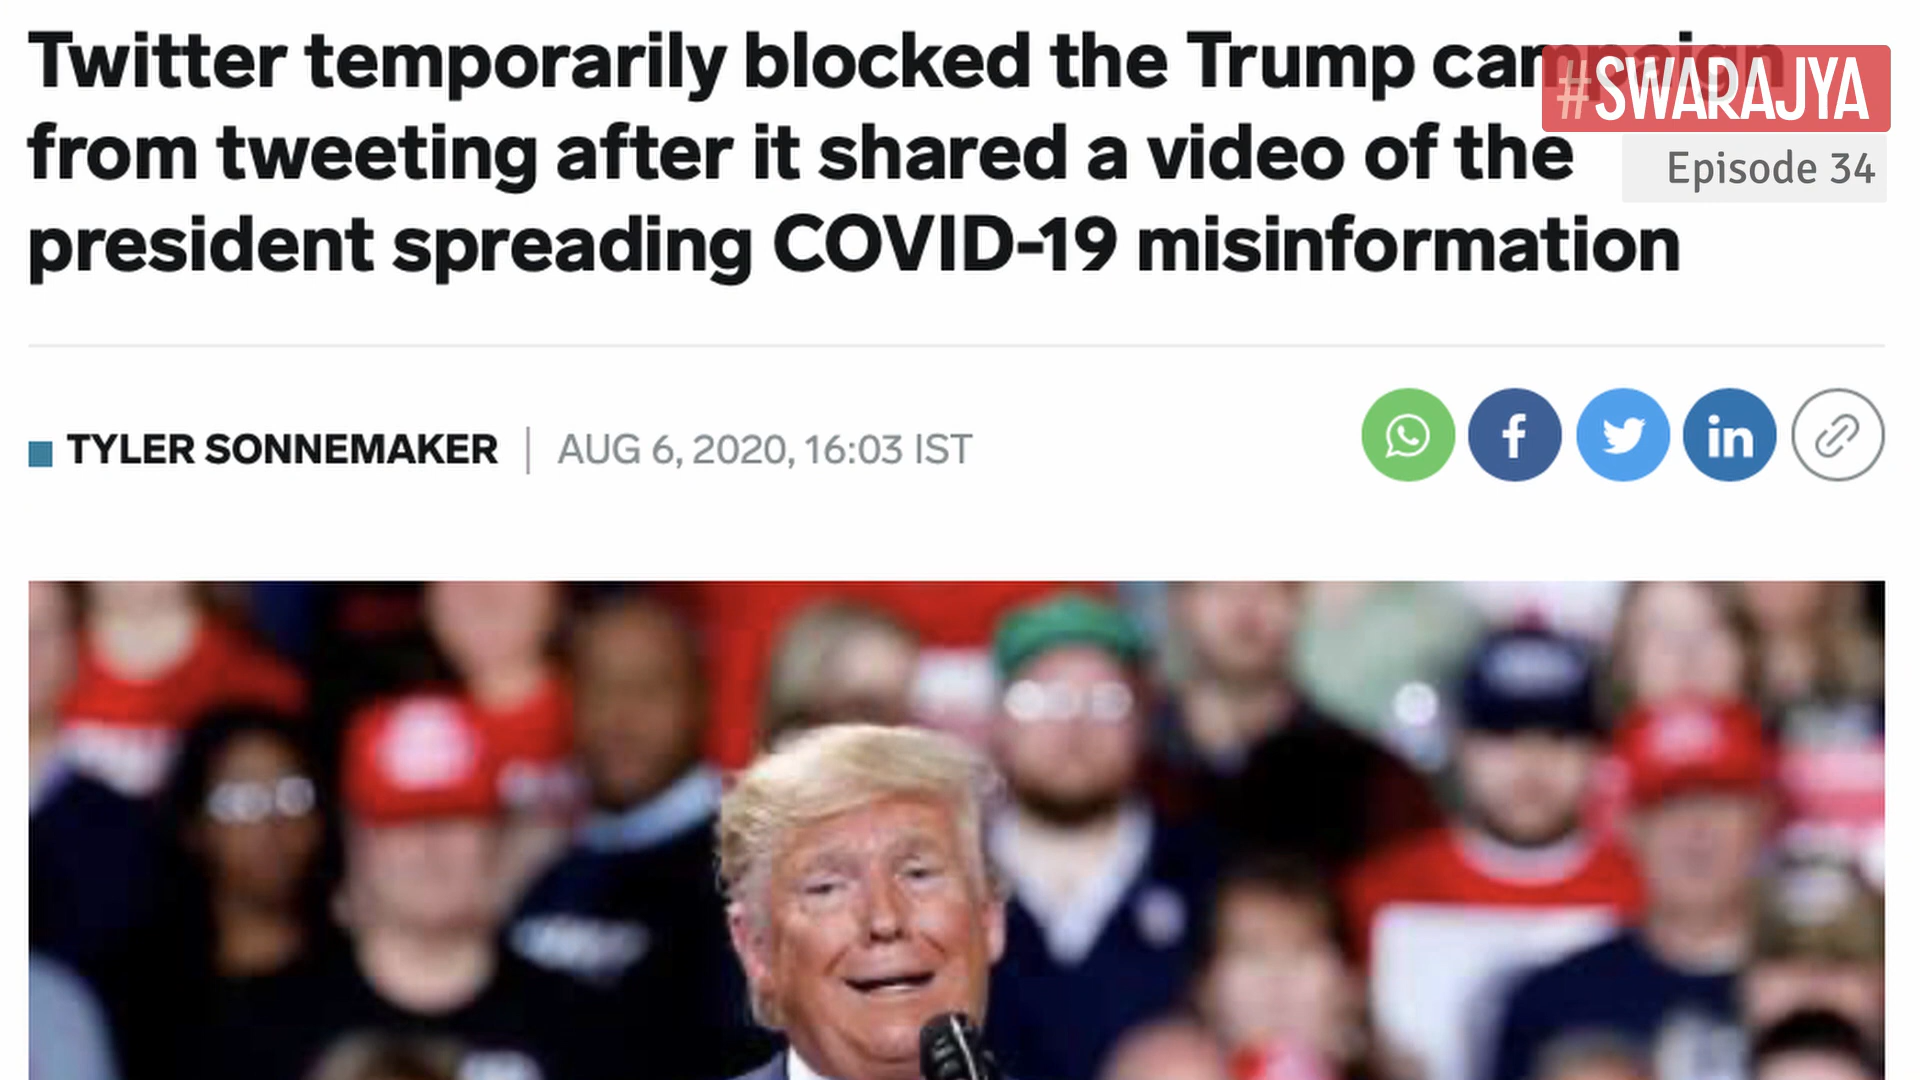 Twitter temporarily blocked the Trump campaign
from tweeting after it shared a video of the
president spreading COVID-19 misinformation
#SWARAJYA
Episode 34
TYLER SONNEMAKER | AUG 6, 2020, 16:03 IST